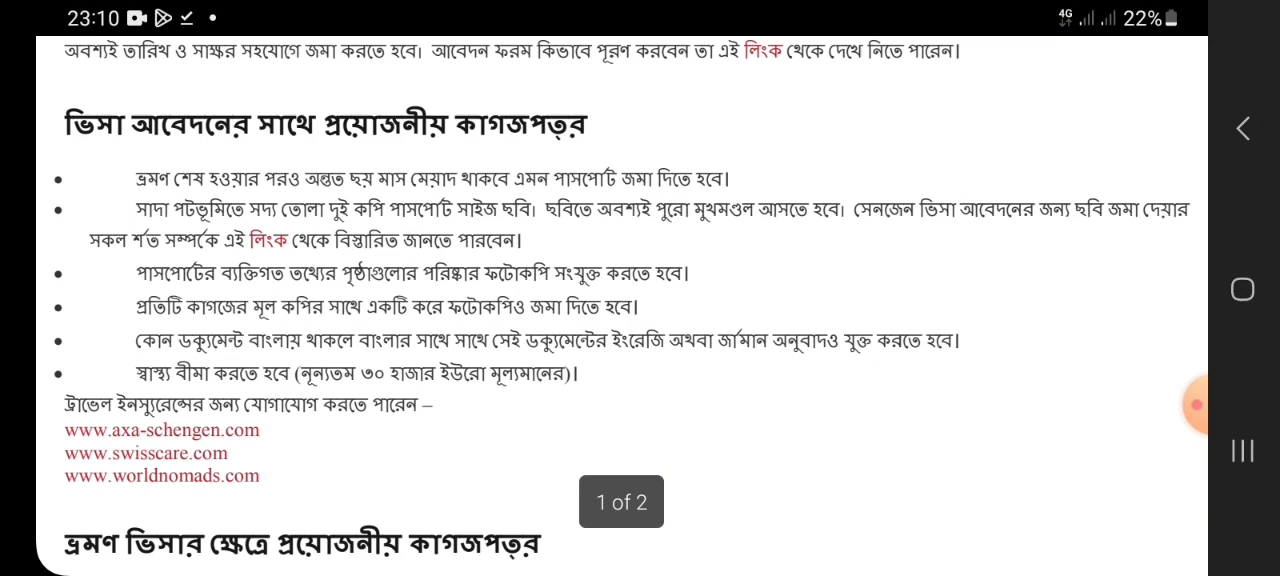 23:10
4G 22%
অবশ্যই তারিখ ও সাক্ষর সহযোগে জমা করতে হবে। আবেদন ফরম কিভাবে পূরণ করবেন তা এই লিংক থেকে দেখে নিতে পারেন।
ভিসা আবেদনের সাথে প্রয়োজনীয় কাগজপত্র
• ভ্রমণ শেষ হওয়ার পরও অন্তত ছয় মাস মেয়াদ থাকবে এমন পাসপোর্ট জমা দিতে হবে।
• সাদা পটভূমিতে সদ্য তোলা দুই কপি পাসপোর্ট সাইজ ছবি। ছবিতে অবশ্যই পুরো মুখমণ্ডল আসতে হবে। সেনজেন ভিসা আবেদনের জন্য ছবি জমা দেয়ার
সকল শর্ত সম্পর্কে এই লিংক থেকে বিস্তারিত জানতে পারবেন।
• পাসপোর্টের ব্যক্তিগত তথ্যের পৃষ্ঠাগুলোর পরিষ্কার ফটোকপি সংযুক্ত করতে হবে।
• প্রতিটি কাগজের মূল কপির সাথে একটি করে ফটোকপিও জমা দিতে হবে।
• কোন ডক্যুমেন্ট বাংলায় থাকলে বাংলার সাথে সাথে সেই ডক্যুমেন্টের ইংরেজি অথবা জার্মান অনুবাদও যুক্ত করতে হবে।
• স্বাস্থ্য বীমা করতে হবে (নূন্যতম ৩০ হাজার ইউরো মূল্যমানের)।
ট্রাভেল ইনস্যুরেন্সের জন্য যোগাযোগ করতে পারেন –
www.axa-schengen.com
www.swisscare.com
www.worldnomads.com
1 of 2
ভ্রমণ ভিসার ক্ষেত্রে প্রয়োজনীয় কাগজপত্র